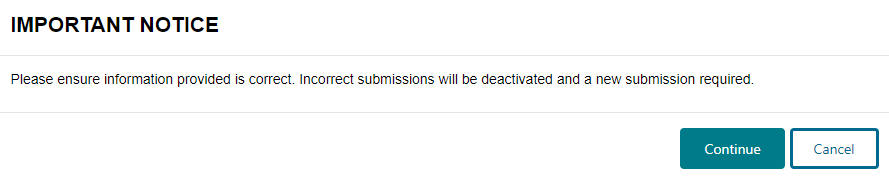 IMPORTANT NOTICE
Please ensure information provided is correct. Incorrect submissions will be deactivated and a new submission required.
Continue Cancel